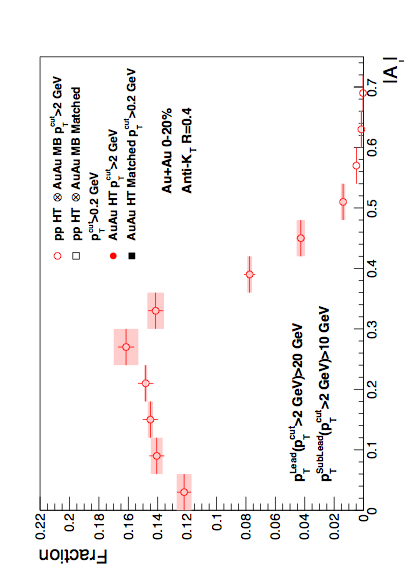 Fraction
0.22
0.2
0.18
0.16
0.14
0.12
0.1
0.08
0.06
0.04
0.02
0
pp HT ⊗ AuAu MB p_T^cut>2 GeV
pp HT ⊗ AuAu MB Matched
p_T^cut>0.2 GeV
AuAu HT p_T^cut>2 GeV
AuAu HT Matched p_T^cut>0.2 GeV
Au+Au 0-20%
Anti-K_T R=0.4
p_T^Lead(p_T^cut>2 GeV)>20 GeV
p_T^SubLead(p_T^cut>2 GeV)>10 GeV
0
0.1
0.2
0.3
0.4
0.5
0.6
0.7